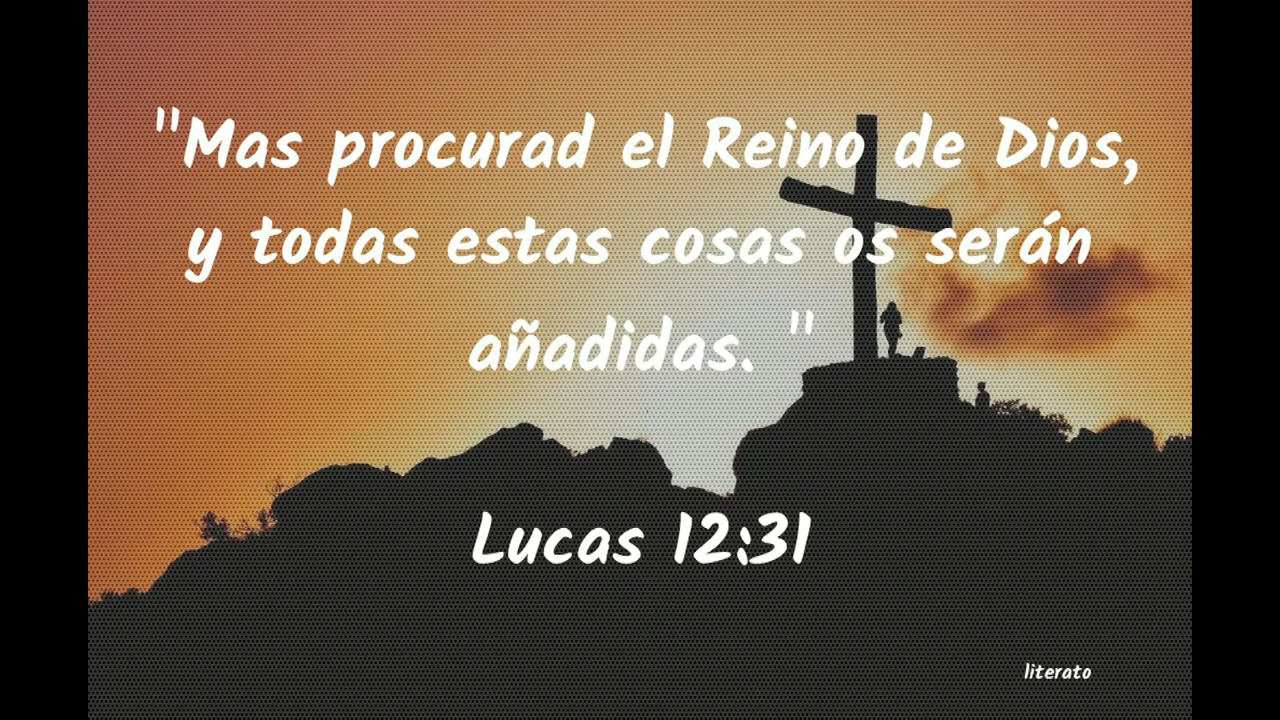 "Mas procurad el Reino de Dios,
y todas estas cosas os serán
añadidas. "
Lucas 12:31
literato